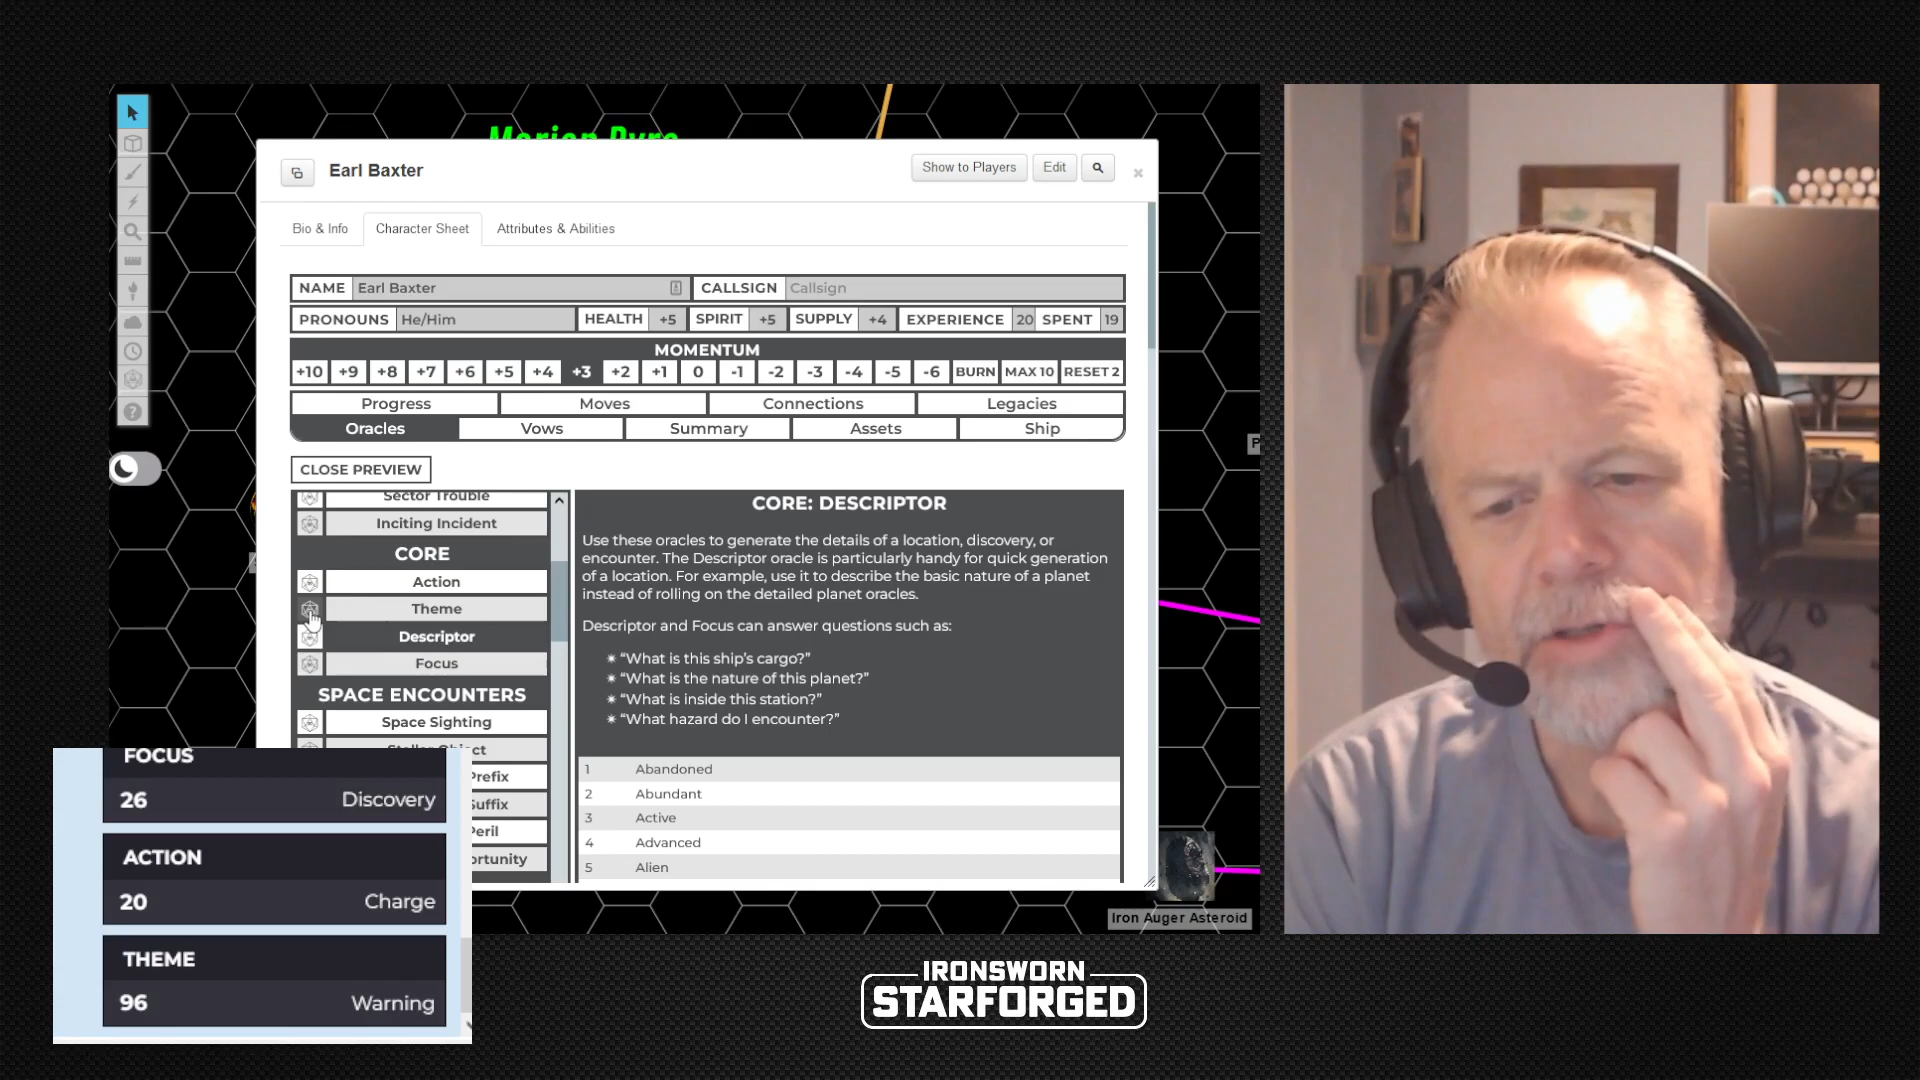 Earl Baxter
Show to Players
Edit
Bio & Info
Character Sheet
Attributes & Abilities
NAME
Earl Baxter
CALLSIGN
Callsign
PRONOUNS
He/Him
HEALTH
+5
SPIRIT
+5
SUPPLY
+4
EXPERIENCE
20
SPENT
19
MOMENTUM
+10 +9 +8 +7 +6 +5 +4 +3 +2 +1 0 -1 -2 -3 -4 -5 -6 BURN MAX 10 RESET 2
Progress
Moves
Connections
Legacies
Oracles
Vows
Summary
Assets
Ship
CLOSE PREVIEW
Sector Trouble
Inciting Incident
CORE
Action
Theme
Descriptor
Focus
SPACE ENCOUNTERS
Space Sighting
Prefix
Suffix
Peril
CORE: DESCRIPTOR
Use these oracles to generate the details of a location, discovery, or
encounter. The Descriptor oracle is particularly handy for quick generation
of a location. For example, use it to describe the basic nature of a planet
instead of rolling on the detailed planet oracles.
Descriptor and Focus can answer questions such as:
✷ “What is this ship’s cargo?”
✷ “What is the nature of this planet?”
✷ “What is inside this station?”
✷ “What hazard do I encounter?”
1 Abandoned
2 Abundant
3 Active
4 Advanced
5 Alien
FOCUS
26 Discovery
ACTION
20 Charge
THEME
96 Warning
Iron Auger Asteroid
IRONSWORN
STARFORGED